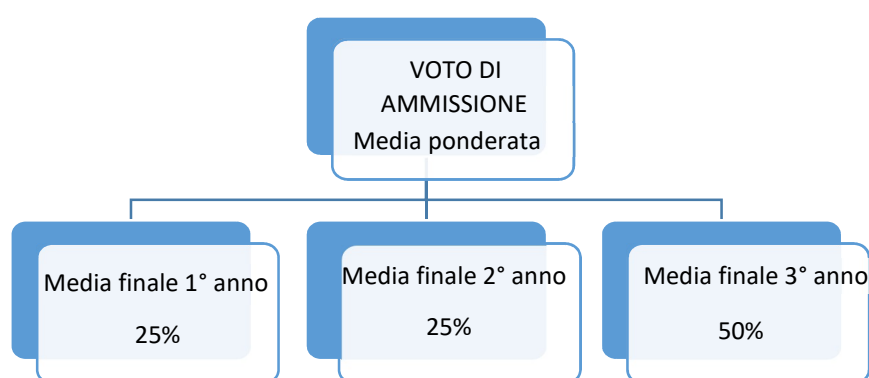 VOTO DI
AMMISSIONE
Media ponderata
Media finale 1° anno
25%
Media finale 2° anno
25%
Media finale 3° anno
50%